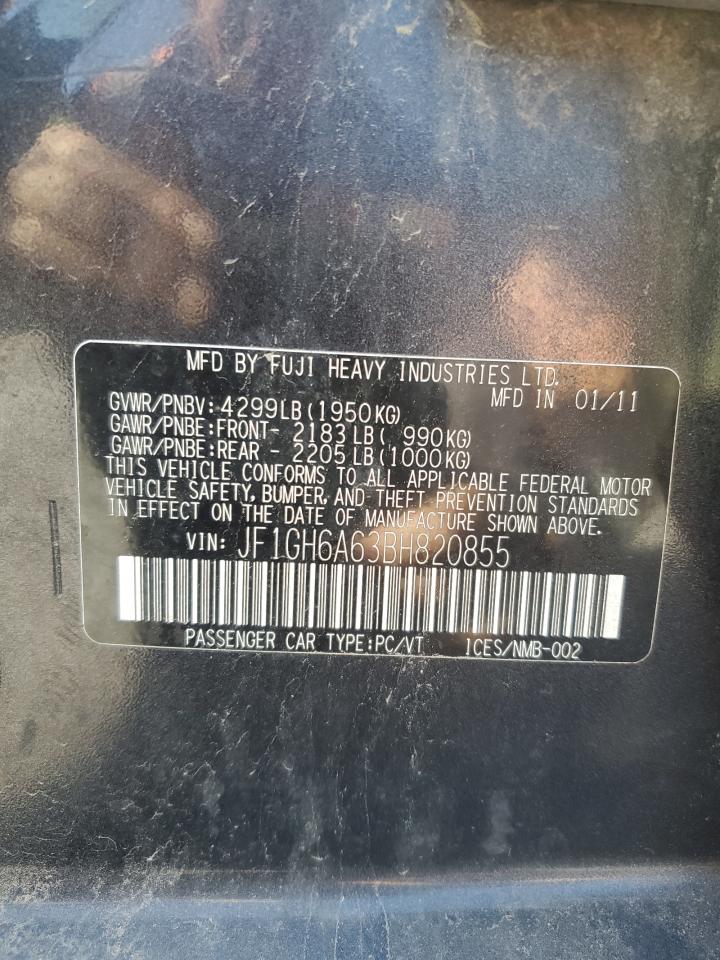 MFD BY FUJI HEAVY INDUSTRIES LTD.
MFD IN 01/11
GVWR/PNBV:4299LB(1950KG)
GAWR/PNBE:FRONT- 2183LB( 990KG)
GAWR/PNBE:REAR - 2205LB(1000KG)
THIS VEHICLE CONFORMS TO ALL APPLICABLE FEDERAL MOTOR
VEHICLE SAFETY, BUMPER, AND THEFT PREVENTION STANDARDS
IN EFFECT ON THE DATE OF MANUFACTURE SHOWN ABOVE.
VIN: JF1GH6A63BH820855
PASSENGER CAR TYPE:PC/VT ICES/NMB-002